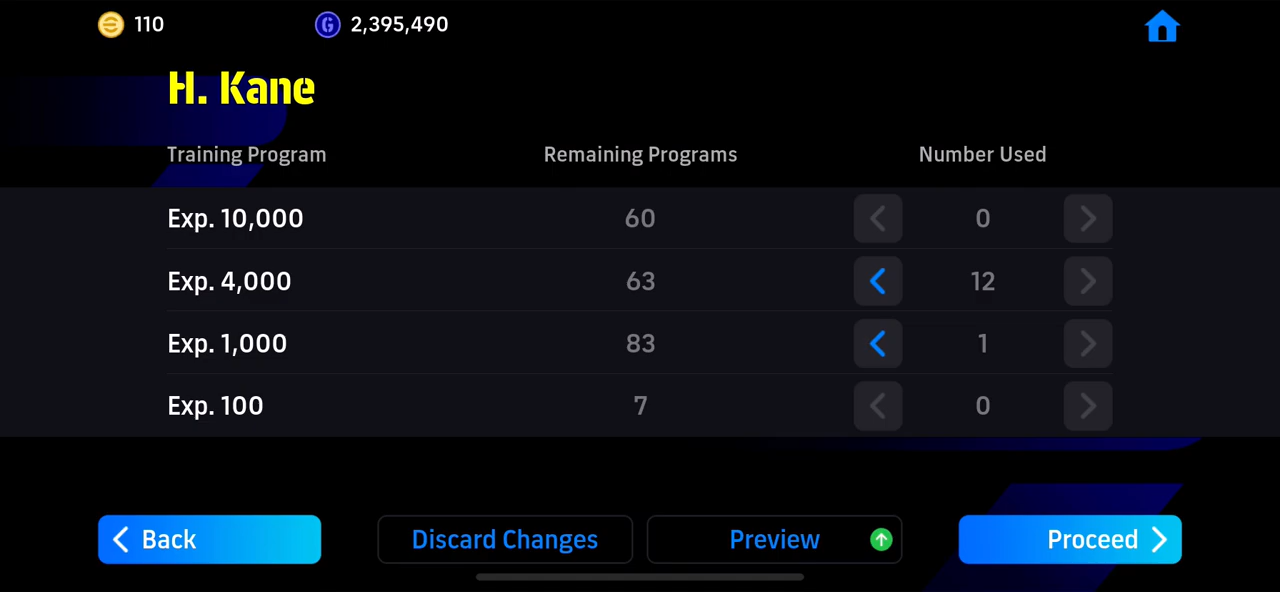 110 2,395,490
H. Kane
Training Program Remaining Programs Number Used
Exp. 10,000 60 0
Exp. 4,000 63 12
Exp. 1,000 83 1
Exp. 100 7 0
Back Discard Changes Preview Proceed